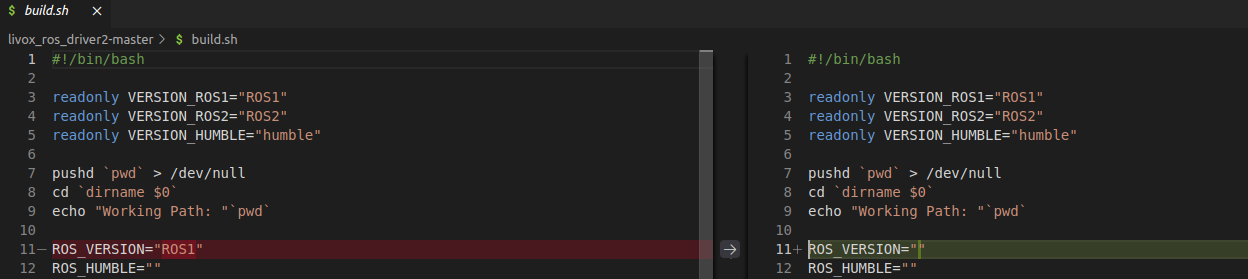 $ build.sh ×
livox_ros_driver2-master > $ build.sh
1 #!/bin/bash
2
3 readonly VERSION_ROS1="ROS1"
4 readonly VERSION_ROS2="ROS2"
5 readonly VERSION_HUMBLE="humble"
6
7 pushd `pwd` > /dev/null
8 cd `dirname $0`
9 echo "Working Path: "`pwd`
10
11— ROS_VERSION="ROS1"
12 ROS_HUMBLE=""
→
1 #!/bin/bash
2
3 readonly VERSION_ROS1="ROS1"
4 readonly VERSION_ROS2="ROS2"
5 readonly VERSION_HUMBLE="humble"
6
7 pushd `pwd` > /dev/null
8 cd `dirname $0`
9 echo "Working Path: "`pwd`
10
11+ ROS_VERSION=""
12 ROS_HUMBLE=""